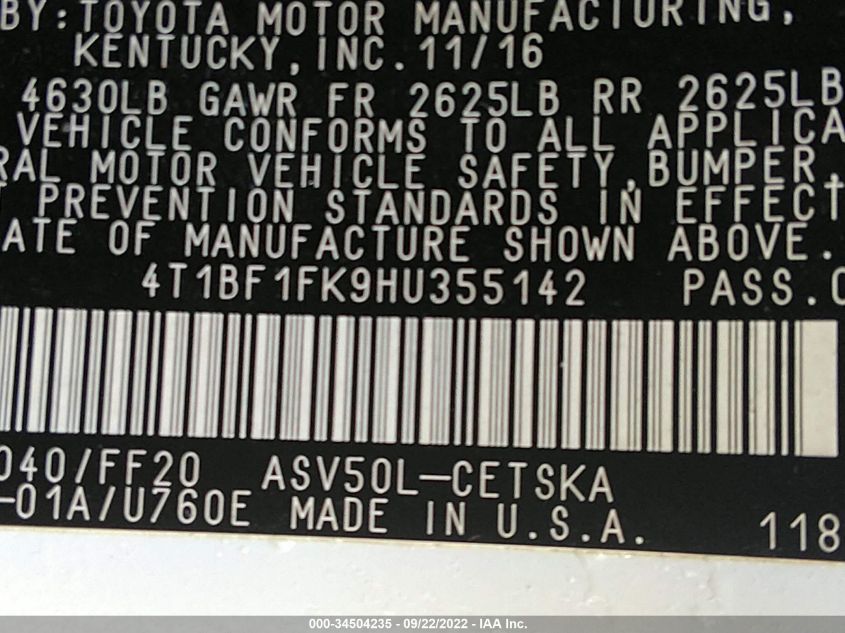 BY: TOYOTA MOTOR MANUFACTURING,
KENTUCKY, INC. 11/16
4630LB GAWR FR 2625LB RR 2625LB
VEHICLE CONFORMS TO ALL APPLICA
RAL MOTOR VEHICLE SAFETY, BUMPER,
PREVENTION STANDARDS IN EFFECT
ATE OF MANUFACTURE SHOWN ABOVE.
4T1BF1FK9HU355142 PASS.C
040/FF20 ASV50L-CETSKA
-01A/U760E MADE IN U.S.A. 118
000-34504235 - 09/22/2022 - IAA Inc.